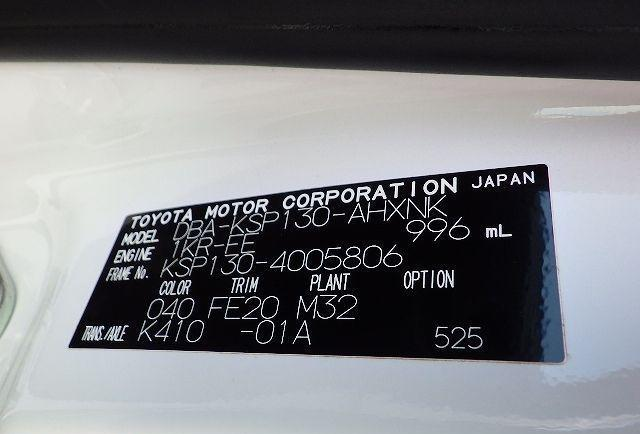 TOYOTA MOTOR CORPORATION JAPAN
MODEL DBA-KSP130-AHXNK
ENGINE 1KR-FE 996 mL
FRAME No. KSP130-4005806
COLOR TRIM PLANT OPTION
040 FE20 M32
TRANS./AXLE K410 -01A 525